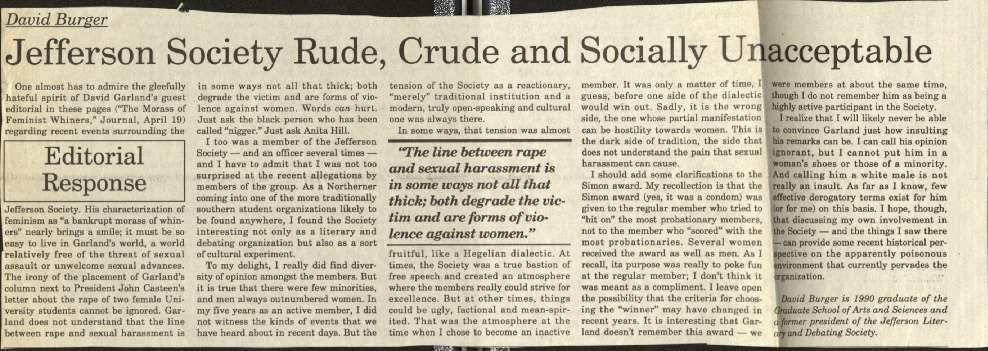 David Burger
Jefferson Society Rude, Crude and Socially Unacceptable
One almost has to admire the gleefully
hateful spirit of David Garland's guest
editorial in these pages ("The Morass of
Feminist Whiners," Journal, April 19)
regarding recent events surrounding the
Editorial
Response
Jefferson Society. His characterization of
feminism as "a bankrupt morass of whin-
ers" nearly brings a smile; it must be so
easy to live in Garland's world, a world
relatively free of the threat of sexual
assault or unwelcome sexual advances.
The irony of the placement of Garland's
column next to President John Casteen's
letter about the rape of two female Uni-
versity students cannot be ignored. Gar-
land does not understand that the line
between rape and sexual harassment is
in some ways not all that thick; both
degrade the victim and are forms of vio-
lence against women. Words can hurt.
Just ask the black person who has been
called "nigger." Just ask Anita Hill.
I too was a member of the Jefferson
Society — and an officer several times —
and I have to admit that I was not too
surprised at the recent allegations by
members of the group. As a Northerner
coming into one of the more traditionally
southern student organizations likely to
be found anywhere, I found the Society
interesting not only as a literary and
debating organization but also as a sort
of cultural experiment.
To my delight, I really did find diver-
sity of opinion amongst the members. But
it is true that there were few minorities,
and men always outnumbered women. In
my five years as an active member, I did
not witness the kinds of events that we
have heard about in recent days. But the
tension of the Society as a reactionary,
"merely" traditional institution and a
modern, truly open-speaking and cultural
one was always there.
In some ways, that tension was almost
"The line between rape
and sexual harassment is
in some ways not all that
thick; both degrade the vic-
tim and are forms of vio-
lence against women."
fruitful, like a Hegelian dialectic. At
times, the Society was a true bastion of
free speech and created an atmosphere
where the members really could strive for
excellence. But at other times, things
could be ugly, factional and mean-spir-
ited. That was the atmosphere at the
time when I chose to become an inactive
member. It was only a matter of time, I
guess, before one side of the dialectic
would win out. Sadly, it is the wrong
side, the one whose partial manifestation
can be hostility towards women. This is
the dark side of tradition, the side that
does not understand the pain that sexual
harassment can cause.
I should add some clarifications to the
Simon award. My recollection is that the
Simon award (yes, it was a condom) was
given to the regular member who tried to
"hit on" the most probationary members,
not to the member who "scored" with the
most probationaries. Several women
received the award as well as men. As I
recall, its purpose was really to poke fun
at the regular member; I don't think it
was meant as a compliment. I leave open
the possibility that the criteria for choos-
ing the "winner" may have changed in
recent years. It is interesting that Gar-
land doesn't remember this award — we
were members at about the same time,
though I do not remember him as being a
highly active participant in the Society.
I realize that I will likely never be able
to convince Garland just how insulting
his remarks can be. I can call his opinion
ignorant, but I cannot put him in a
woman's shoes or those of a minority.
And calling him a white male is not
really an insult. As far as I know, few
effective derogatory terms exist for him
(or for me) on this basis. I hope, though,
that discussing my own involvement in
the Society — and the things I saw there
— can provide some recent historical per-
spective on the apparently poisonous
environment that currently pervades the
organization.
David Burger is 1990 graduate of the
Graduate School of Arts and Sciences and
a former president of the Jefferson Liter-
ary and Debating Society.